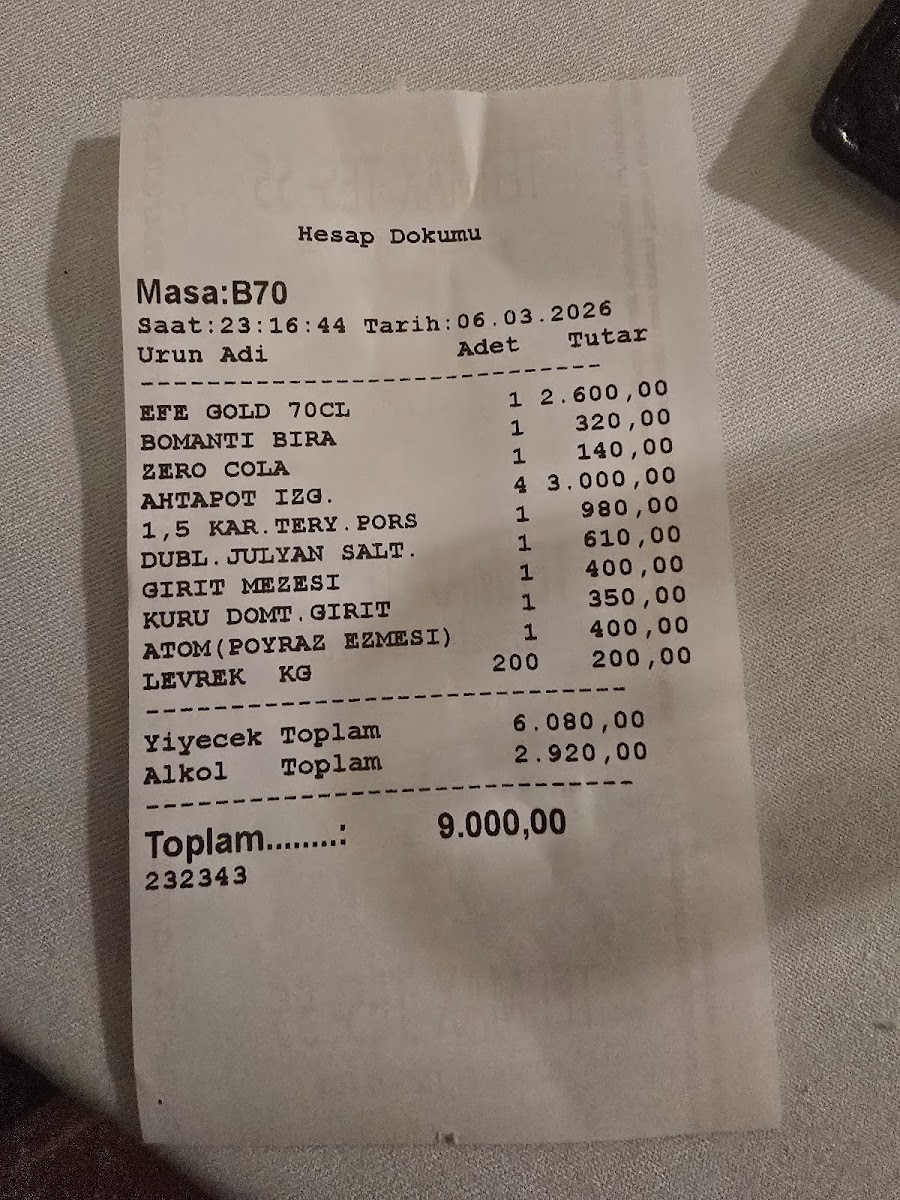 Hesap Dokumu
Masa:B70
Saat:23:16:44 Tarih:06.03.2026
Urun Adi Adet Tutar
------------------------------
EFE GOLD 70CL 1 2.600,00
BOMANTI BIRA 1 320,00
ZERO COLA 1 140,00
AHTAPOT IZG. 4 3.000,00
1,5 KAR.TERY.PORS 1 980,00
DUBL.JULYAN SALT. 1 610,00
GIRIT MEZESI 1 400,00
KURU DOMT.GIRIT 1 350,00
ATOM(POYRAZ EZMESI) 1 400,00
LEVREK KG 200 200,00
------------------------------
Yiyecek Toplam 6.080,00
Alkol Toplam 2.920,00
------------------------------
Toplam........: 9.000,00
232343